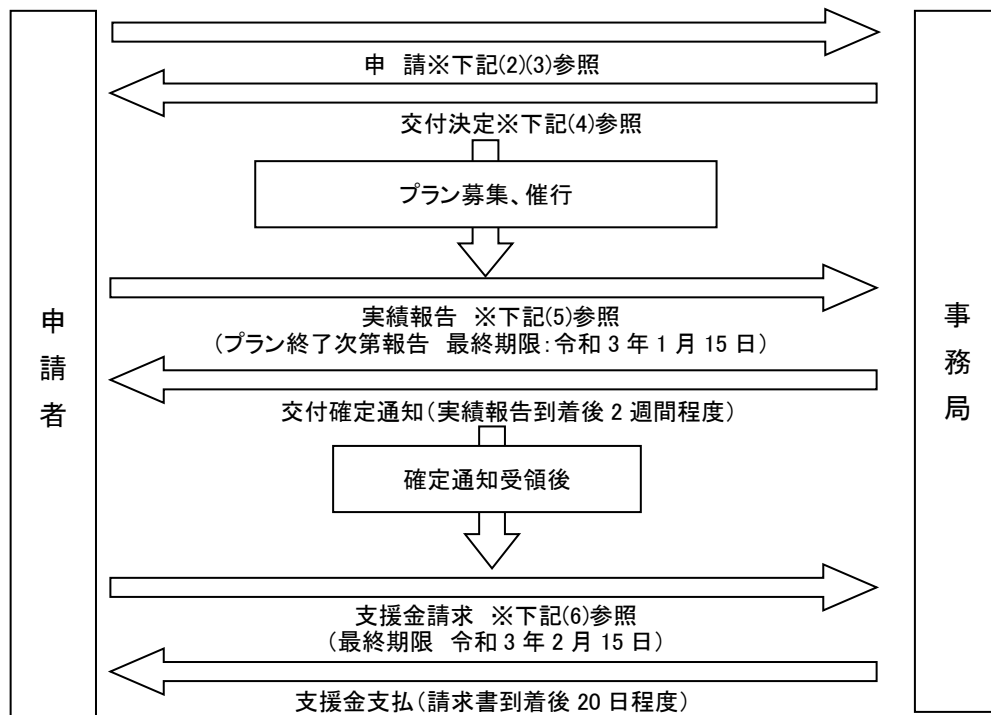 申 請※下記(2)(3)参照
交付決定※下記(4)参照
プラン募集、催行
実績報告 ※下記(5)参照
(プラン終了次第報告 最終期限:令和3年1月15日)
交付確定通知(実績報告到着後2週間程度)
確定通知受領後
支援金請求 ※下記(6)参照
(最終期限 令和3年2月15日)
支援金支払(請求書到着後20日程度)
申請者
事務局